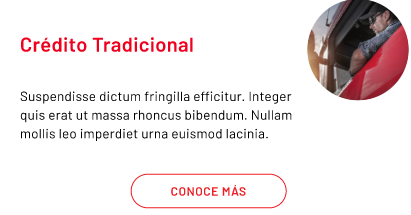 Crédito Tradicional
Suspendisse dictum fringilla efficitur. Integer
quis erat ut massa rhoncus bibendum. Nullam
mollis leo imperdiet urna euismod lacinia.
CONOCE MÁS